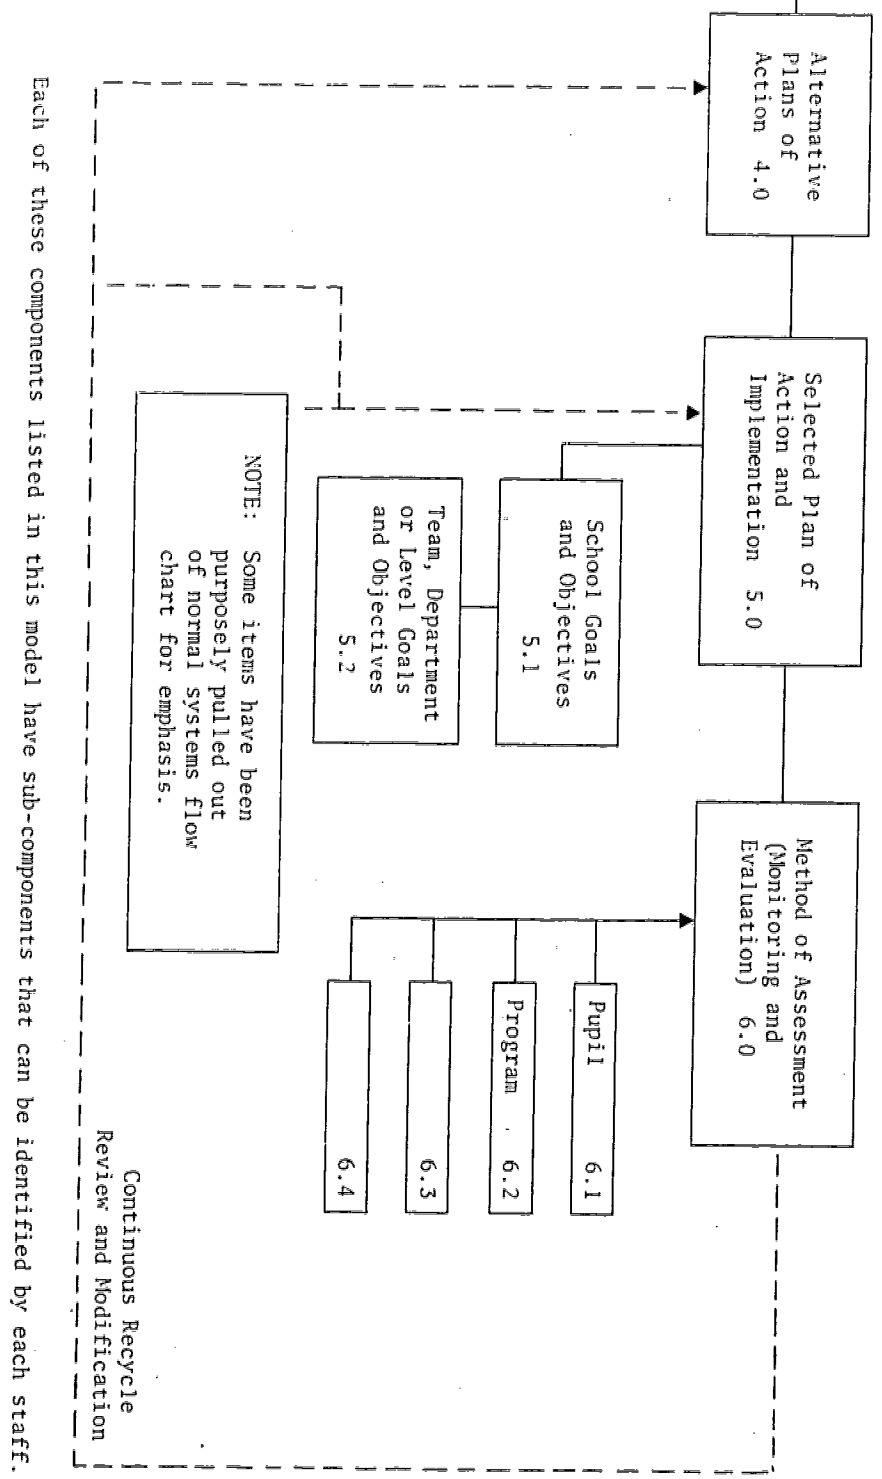 Alternative
Plans of
Action 4.0
Selected Plan of
Action and
Implementation 5.0
Method of Assessment
(Monitoring and
Evaluation) 6.0
School Goals
and Objectives
5.1
Team, Department
or Level Goals
and Objectives
5.2
Pupil 6.1
Program 6.2
6.3
6.4
NOTE: Some items have been
purposely pulled out
of normal systems flow
chart for emphasis.
Continuous Recycle
Review and Modification
Each of these components listed in this model have sub-components that can be identified by each staff.